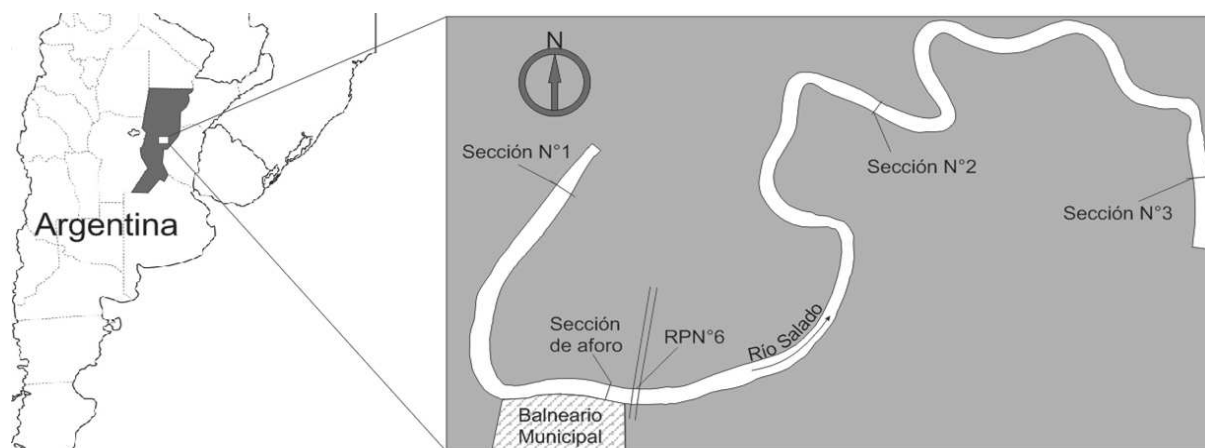 Argentina
N
Sección N°1
Sección N°2
Sección N°3
Sección
de aforo
RPN°6
Río Salado
Balneario
Municipal